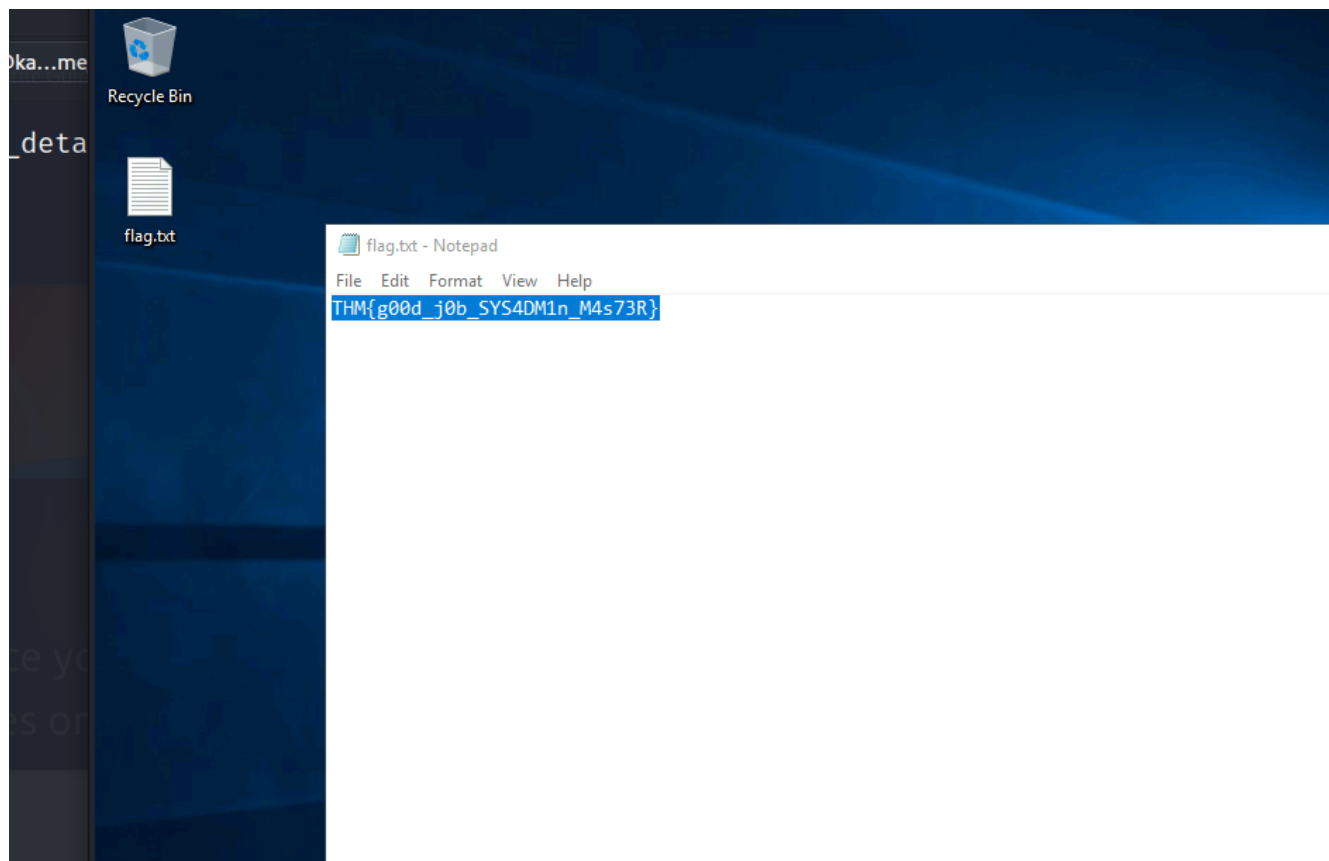 Recycle Bin
_deta
flag.txt
flag.txt - Notepad
File Edit Format View Help
THM{g00d_j0b_SYS4DM1n_M4s73R}